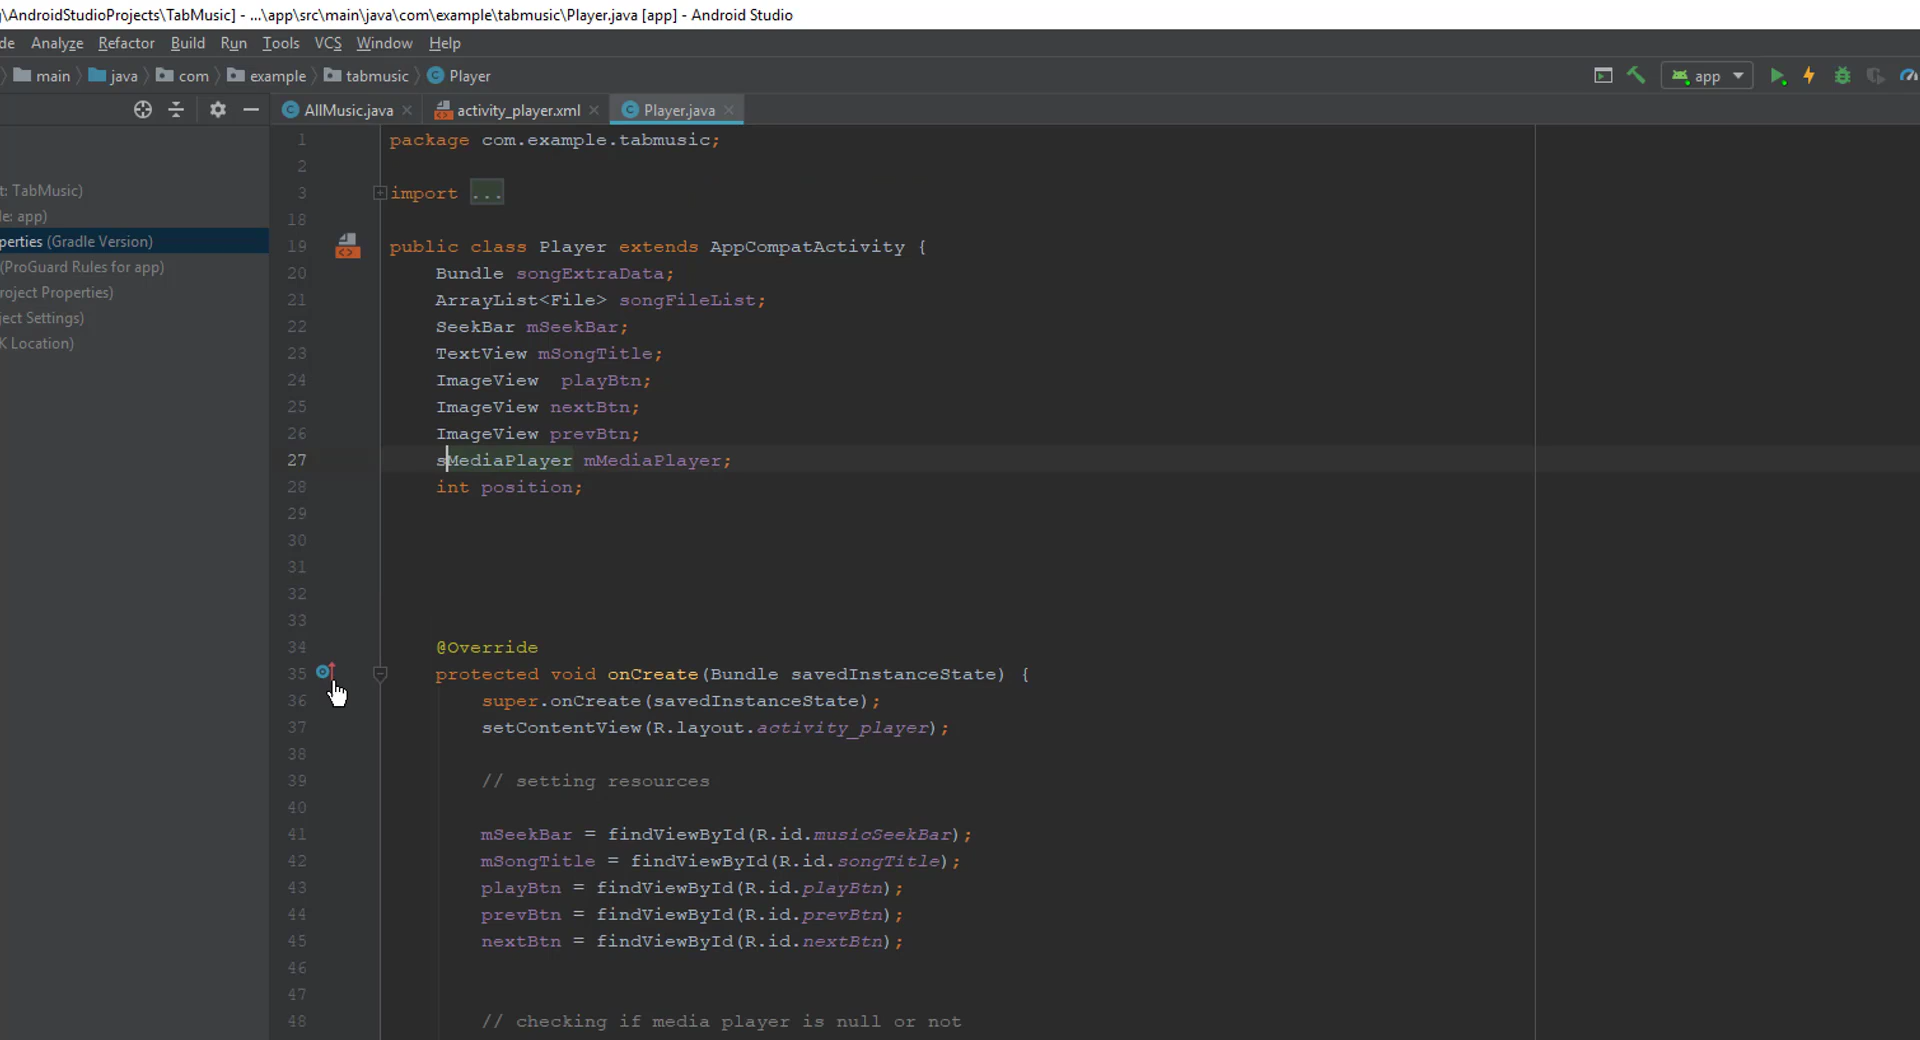 \AndroidStudioProjects\TabMusic] - ...\app\src\main\java\com\example\tabmusic\Player.java [app] - Android Studio
de Analyze Refactor Build Run Tools VCS Window Help
main java com example tabmusic Player app
AllMusic.java activity_player.xml Player.java
t: TabMusic)
le: app)
perties (Gradle Version)
(ProGuard Rules for app)
roject Properties)
ject Settings)
K Location)
1 package com.example.tabmusic;
2
3 import ...
18
19 public class Player extends AppCompatActivity {
20 Bundle songExtraData;
21 ArrayList<File> songFileList;
22 SeekBar mSeekBar;
23 TextView mSongTitle;
24 ImageView  playBtn;
25 ImageView nextBtn;
26 ImageView prevBtn;
27 sMediaPlayer mMediaPlayer;
28 int position;
29
30
31
32
33
34 @Override
35 protected void onCreate(Bundle savedInstanceState) {
36 super.onCreate(savedInstanceState);
37 setContentView(R.layout.activity_player);
38
39 // setting resources
40
41 mSeekBar = findViewById(R.id.musicSeekBar);
42 mSongTitle = findViewById(R.id.songTitle);
43 playBtn = findViewById(R.id.playBtn);
44 prevBtn = findViewById(R.id.prevBtn);
45 nextBtn = findViewById(R.id.nextBtn);
46
47
48 // checking if media player is null or not